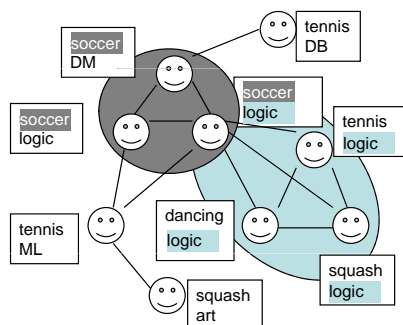 tennis
DB
soccer
DM
soccer
logic
soccer
logic
tennis
logic
dancing
logic
tennis
ML
squash
logic
squash
art